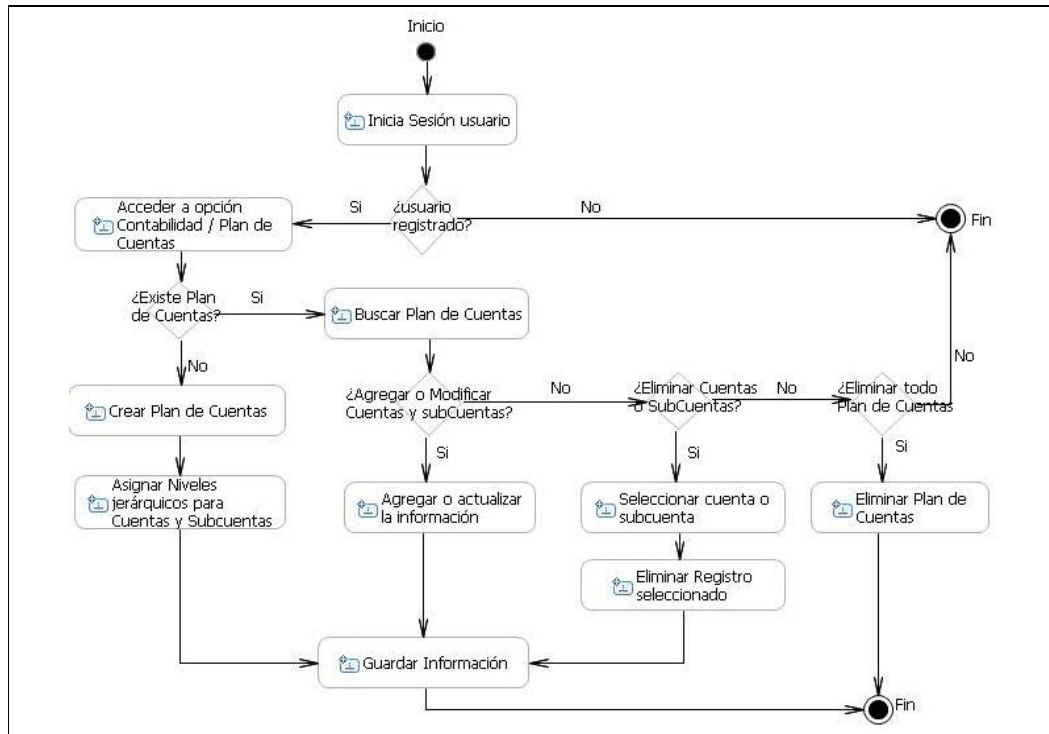 Inicio
Inicia Sesión usuario
¿usuario
registrado?
Si
No
Fin
Acceder a opción
Contabilidad / Plan de
Cuentas
¿Existe Plan
de Cuentas?
Si
Buscar Plan de Cuentas
No
¿Agregar o Modificar
Cuentas y subCuentas?
No
¿Eliminar Cuentas
o SubCuentas?
No
¿Eliminar todo
Plan de Cuentas
No
Crear Plan de Cuentas
Si
Si
Si
Asignar Niveles
jerárquicos para
Cuentas y Subcuentas
Agregar o actualizar
la información
Seleccionar cuenta o
subcuenta
Eliminar Plan de
Cuentas
Eliminar Registro
seleccionado
Guardar Información
Fin